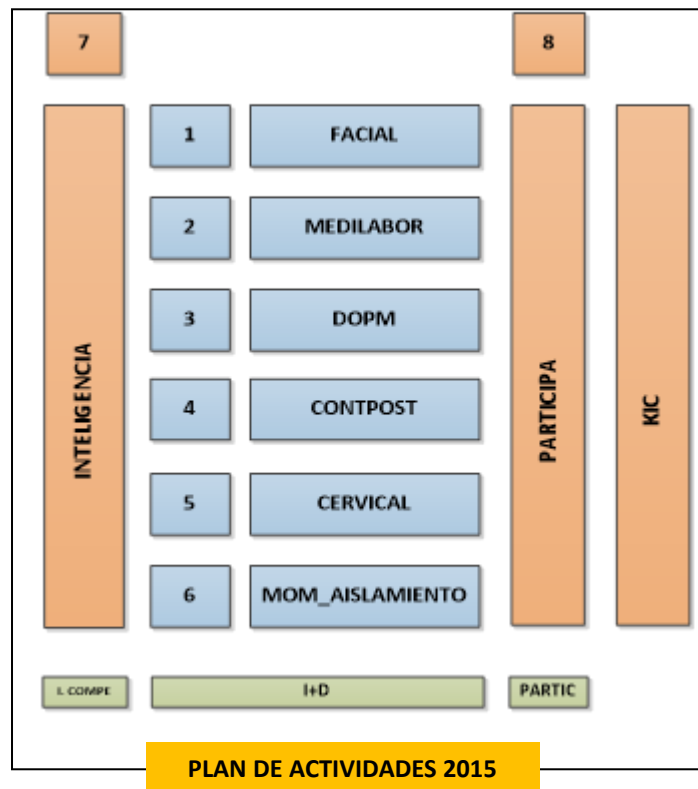 7
8
1
FACIAL
2
MEDILABOR
3
DOPM
4
CONTPOST
5
CERVICAL
6
MOM_AISLAMIENTO
INTELIGENCIA
PARTICIPA
KIC
I. COMPE
I+D
PARTIC
PLAN DE ACTIVIDADES 2015